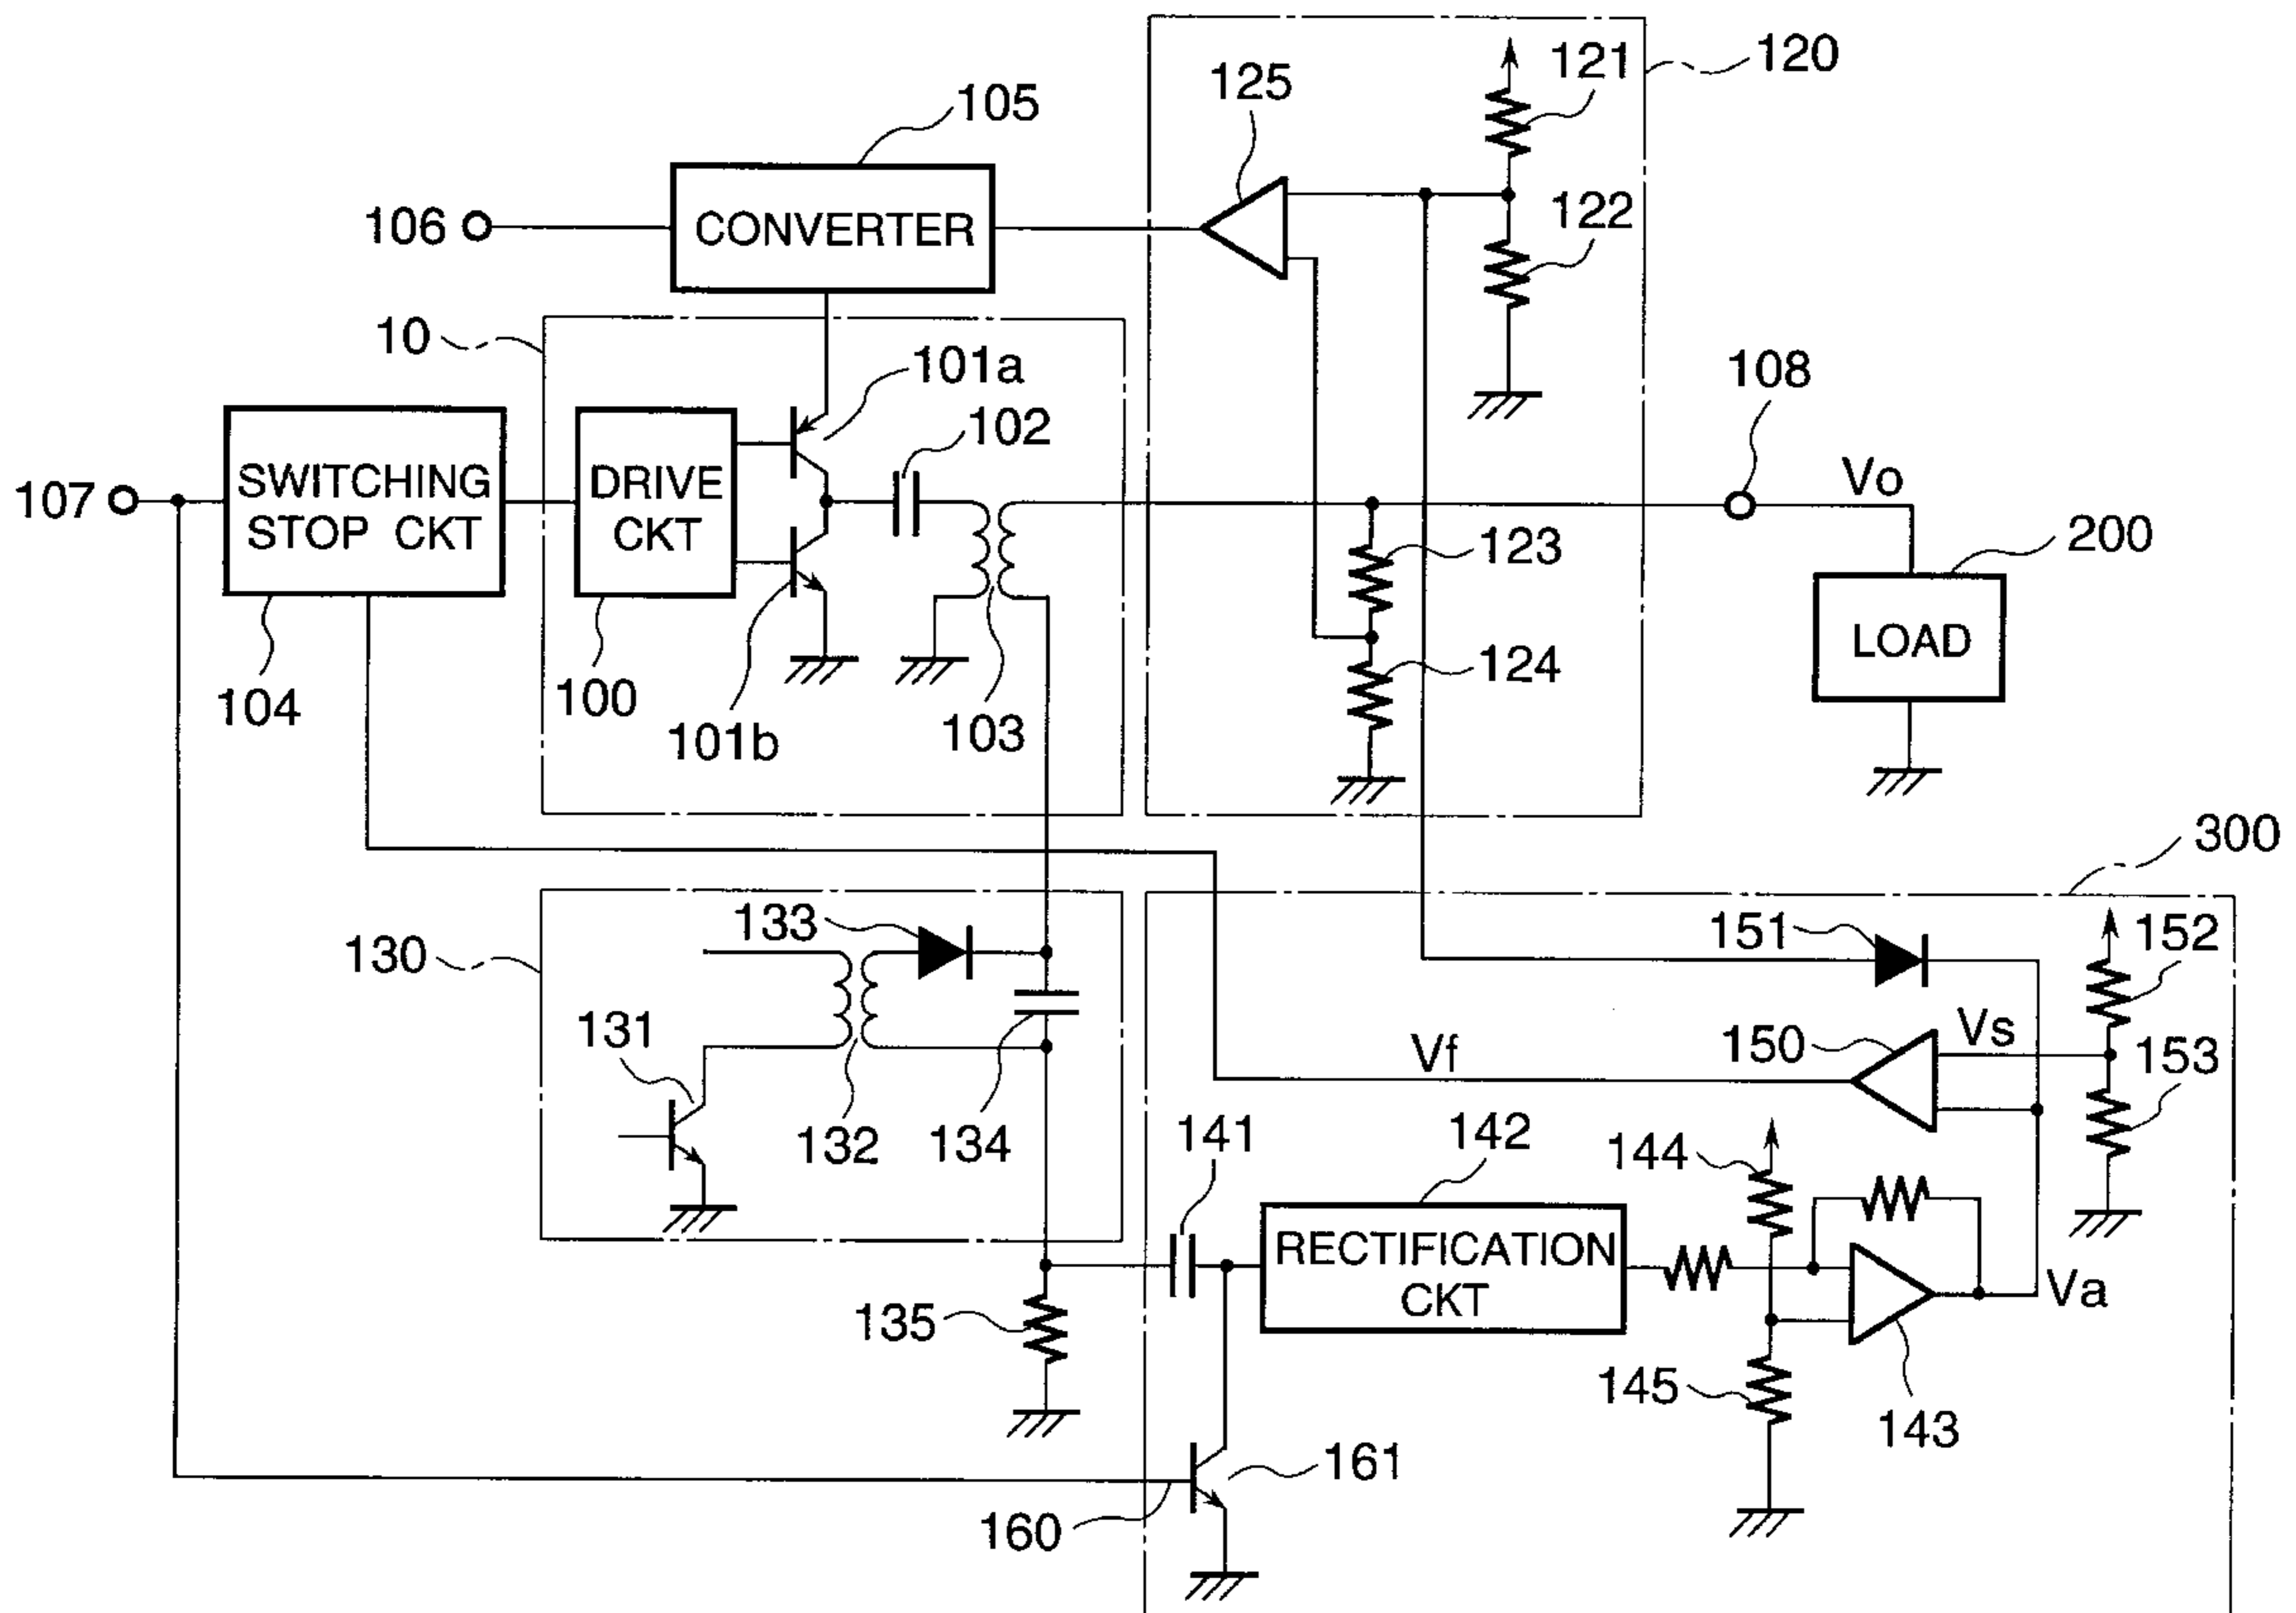 121
120
125
105
106
CONVERTER
122
10
101a
108
102
107
SWITCHING
STOP CKT
DRIVE
CKT
Vo
123
200
LOAD
124
104
100
101b
103
300
133
151
152
130
131
Vs
150
153
Vf
132
134
141
142
144
RECTIFICATION
CKT
Va
135
145
143
161
160